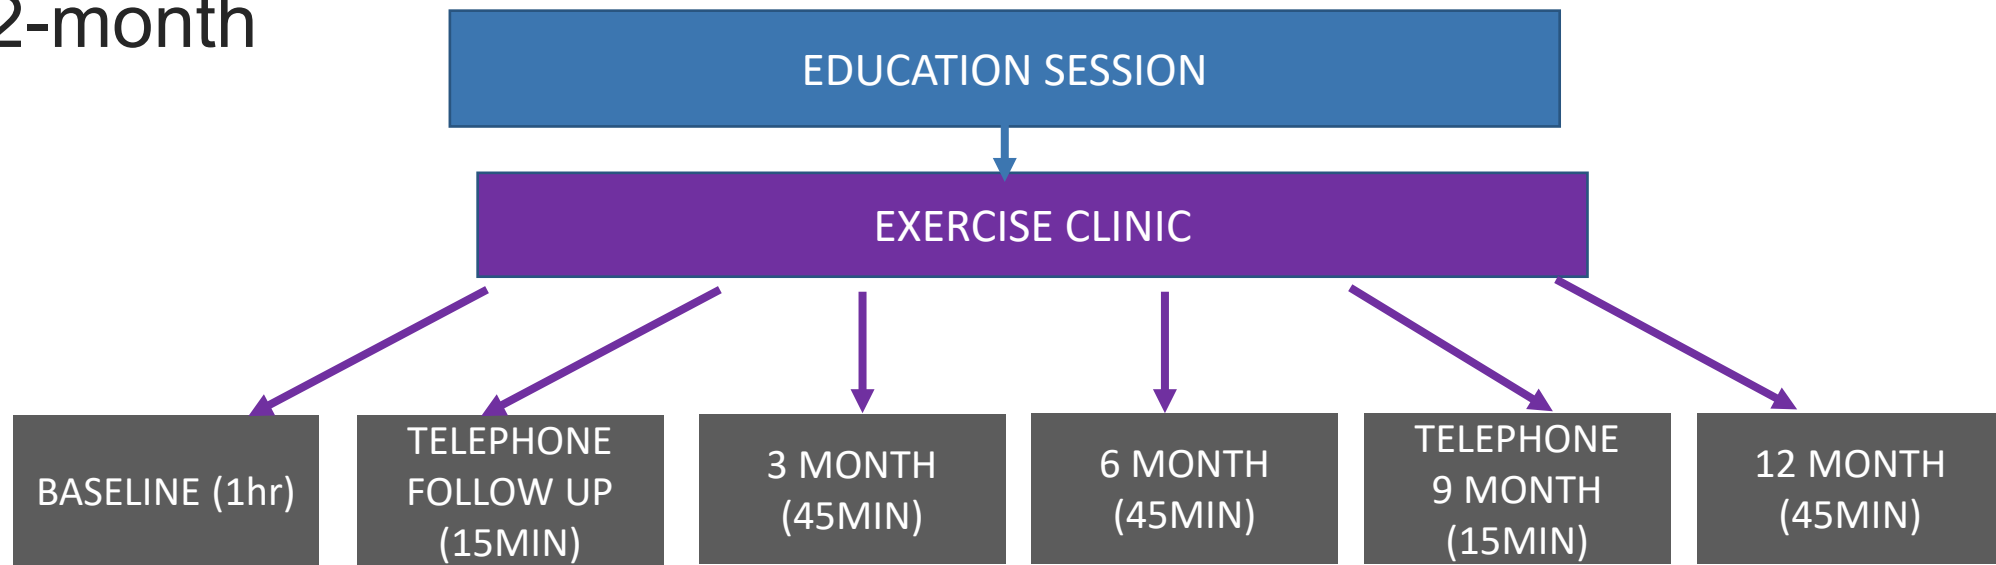 2-month
EDUCATION SESSION
EXERCISE CLINIC
BASELINE (1hr)
TELEPHONE
FOLLOW UP
(15MIN)
3 MONTH
(45MIN)
6 MONTH
(45MIN)
TELEPHONE
9 MONTH
(15MIN)
12 MONTH
(45MIN)